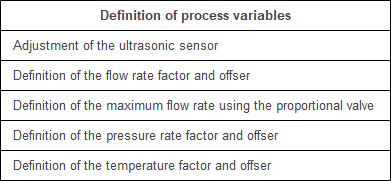 Definition of process variables
Adjustment of the ultrasonic sensor
Definition of the flow rate factor and offser
Definition of the maximum flow rate using the proportional valve
Definition of the pressure rate factor and offser
Definition of the temperature factor and offser